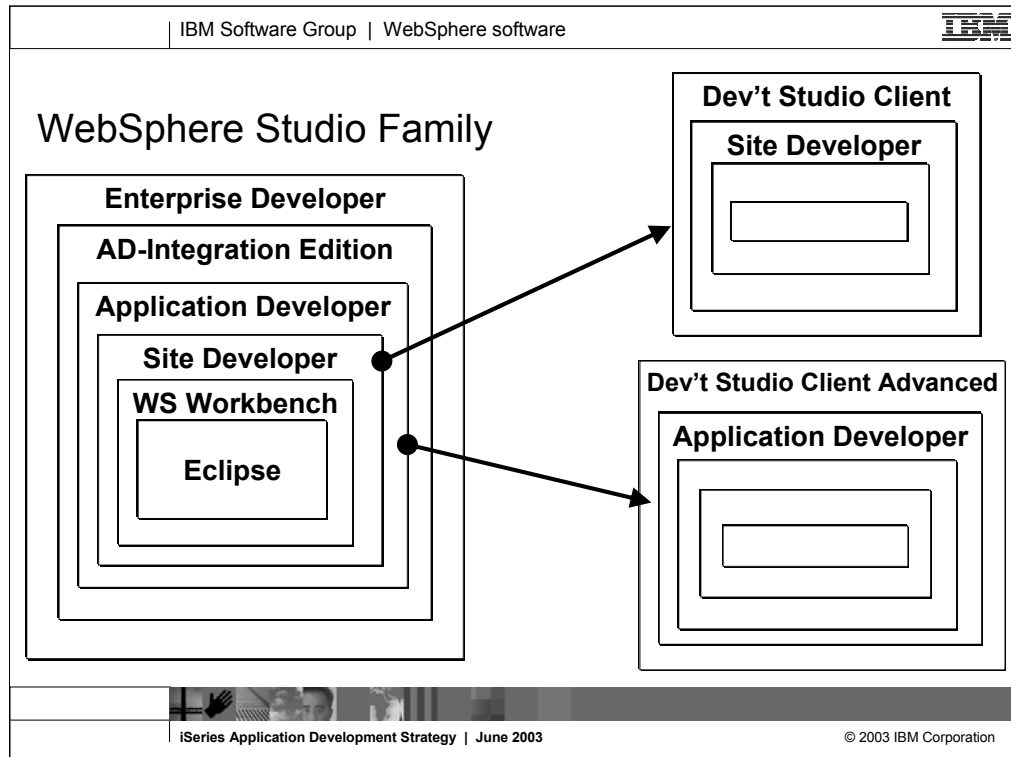 IBM Software Group | WebSphere software
IBM
WebSphere Studio Family
Enterprise Developer
AD-Integration Edition
Application Developer
Site Developer
WS Workbench
Eclipse
Dev't Studio Client
Site Developer
Dev't Studio Client Advanced
Application Developer
iSeries Application Development Strategy | June 2003
© 2003 IBM Corporation